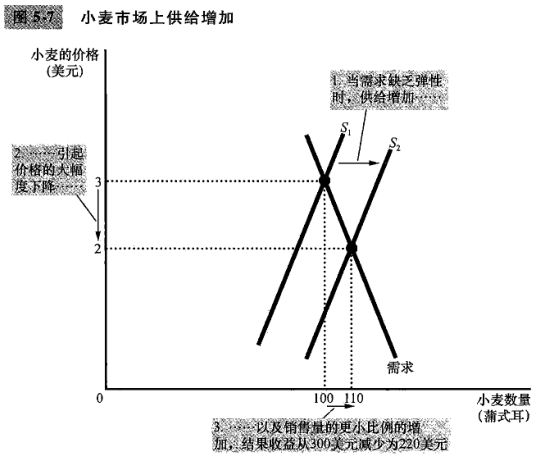 图 5-7 小麦市场上供给增加
小麦的价格
(美元)
1. 当需求缺乏弹性
时，供给增加……
S₁
S₂
2. ……引起
价格的大幅
度下降……
3
2
需求
0
100
110
小麦数量
(蒲式耳)
3. ……以及销售量的更小比例的增
加，结果收益从300美元减少为220美元